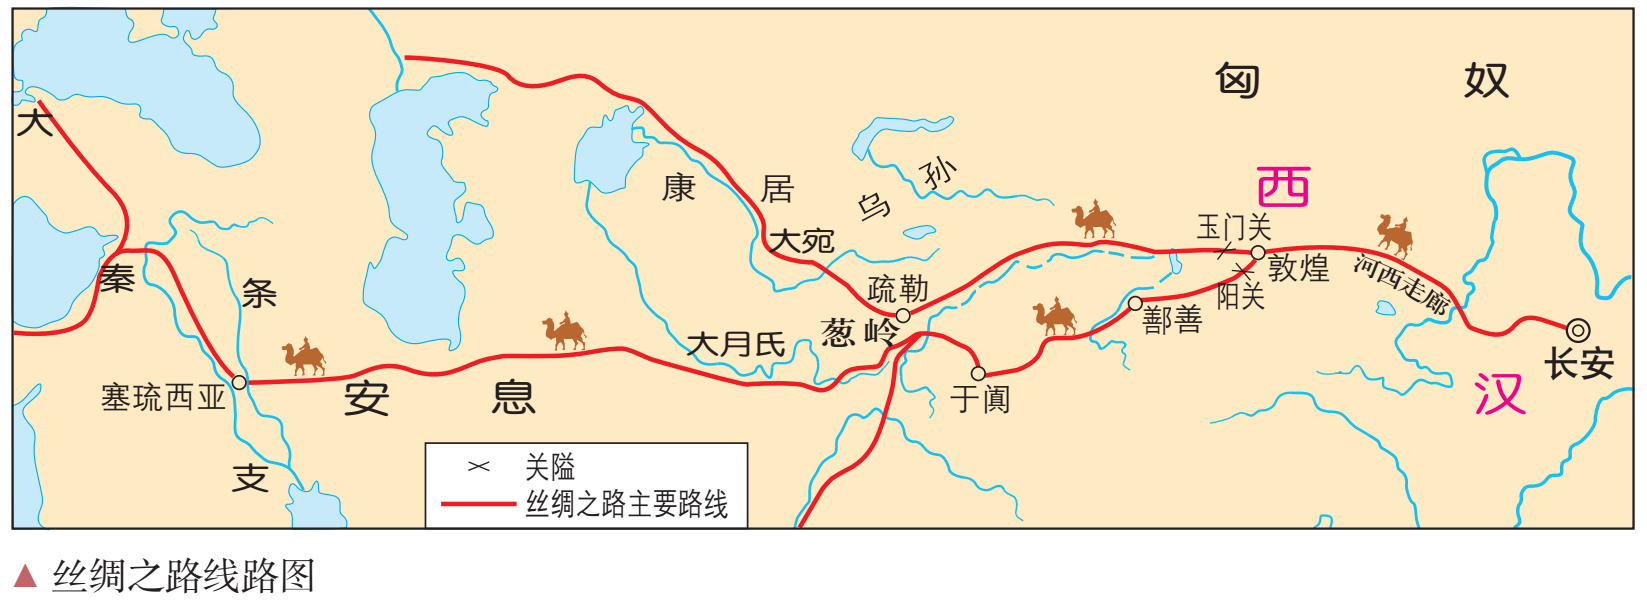 匈奴
西汉
大秦
条支
安息
康居
乌孙
大宛
大月氏
葱岭
疏勒
玉门关
阳关
敦煌
河西走廊
鄯善
于阗
塞琉西亚
长安
关隘
丝绸之路主要路线
▲ 丝绸之路线路图